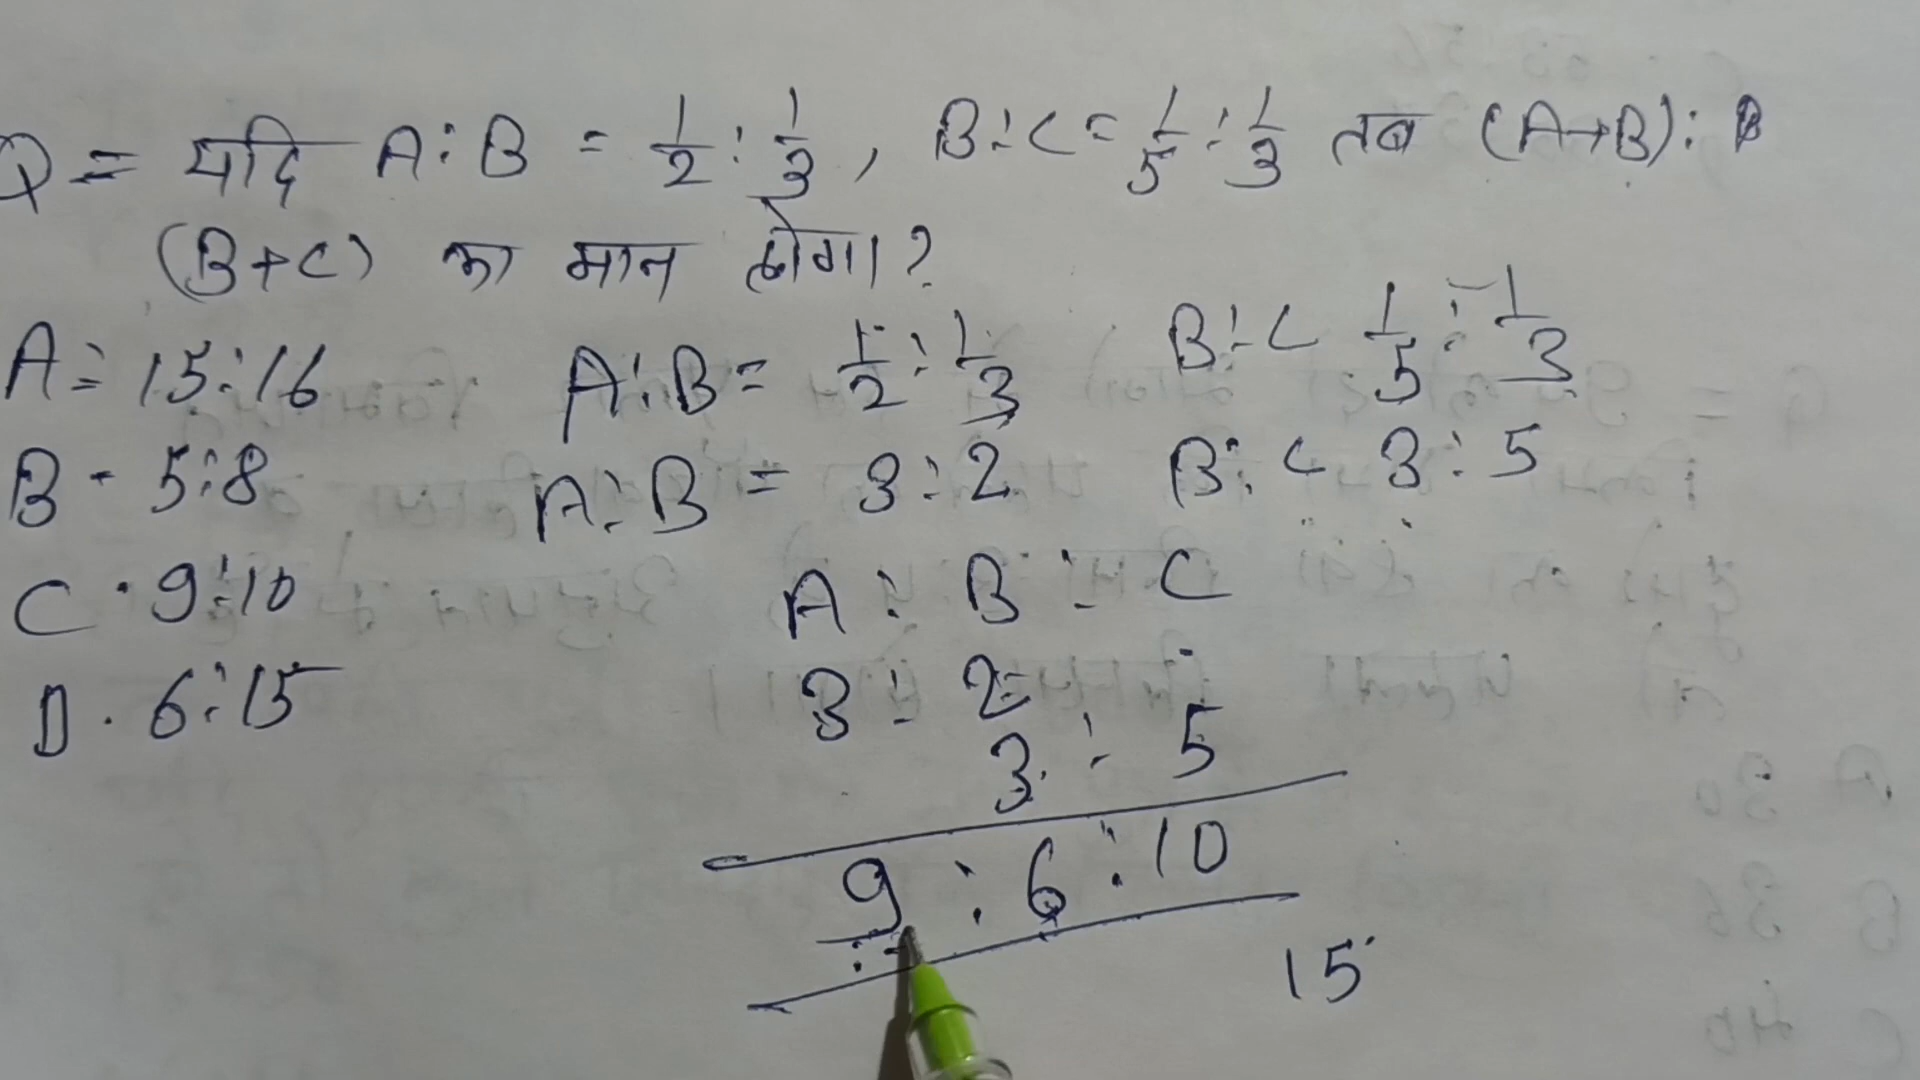 Q = यदि A:B = 1/2 : 1/3, B:C = 1/5 : 1/3 तब (A+B):
(B+C) का मान होगा?
A = 15:16
B - 5:8
C . 9:10
D . 6:15
A:B = 1/2 : 1/3
A:B = 3:2
B:C 1/5 : 1/3
B:C 3:5
A : B : C
3 : 2
3 : 5
9 : 6 : 10
15